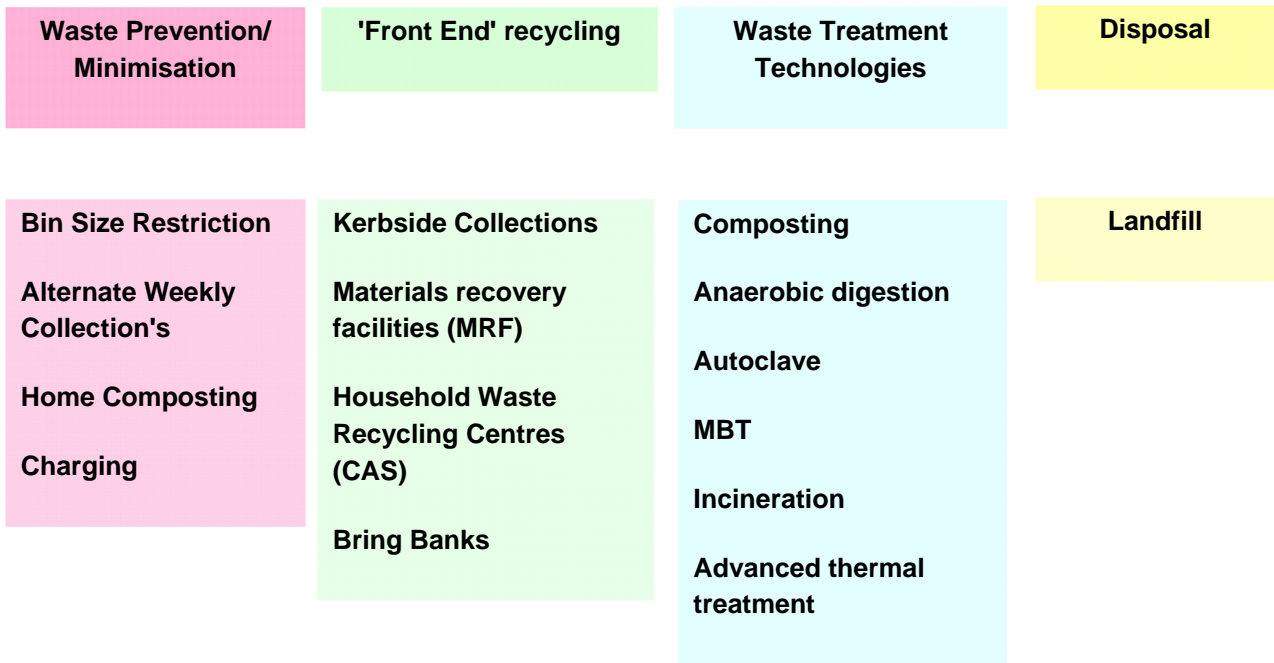 Waste Prevention/
Minimisation
'Front End' recycling
Waste Treatment
Technologies
Disposal
Bin Size Restriction
Alternate Weekly
Collection's
Home Composting
Charging
Kerbside Collections
Materials recovery
facilities (MRF)
Household Waste
Recycling Centres
(CAS)
Bring Banks
Composting
Anaerobic digestion
Autoclave
MBT
Incineration
Advanced thermal
treatment
Landfill